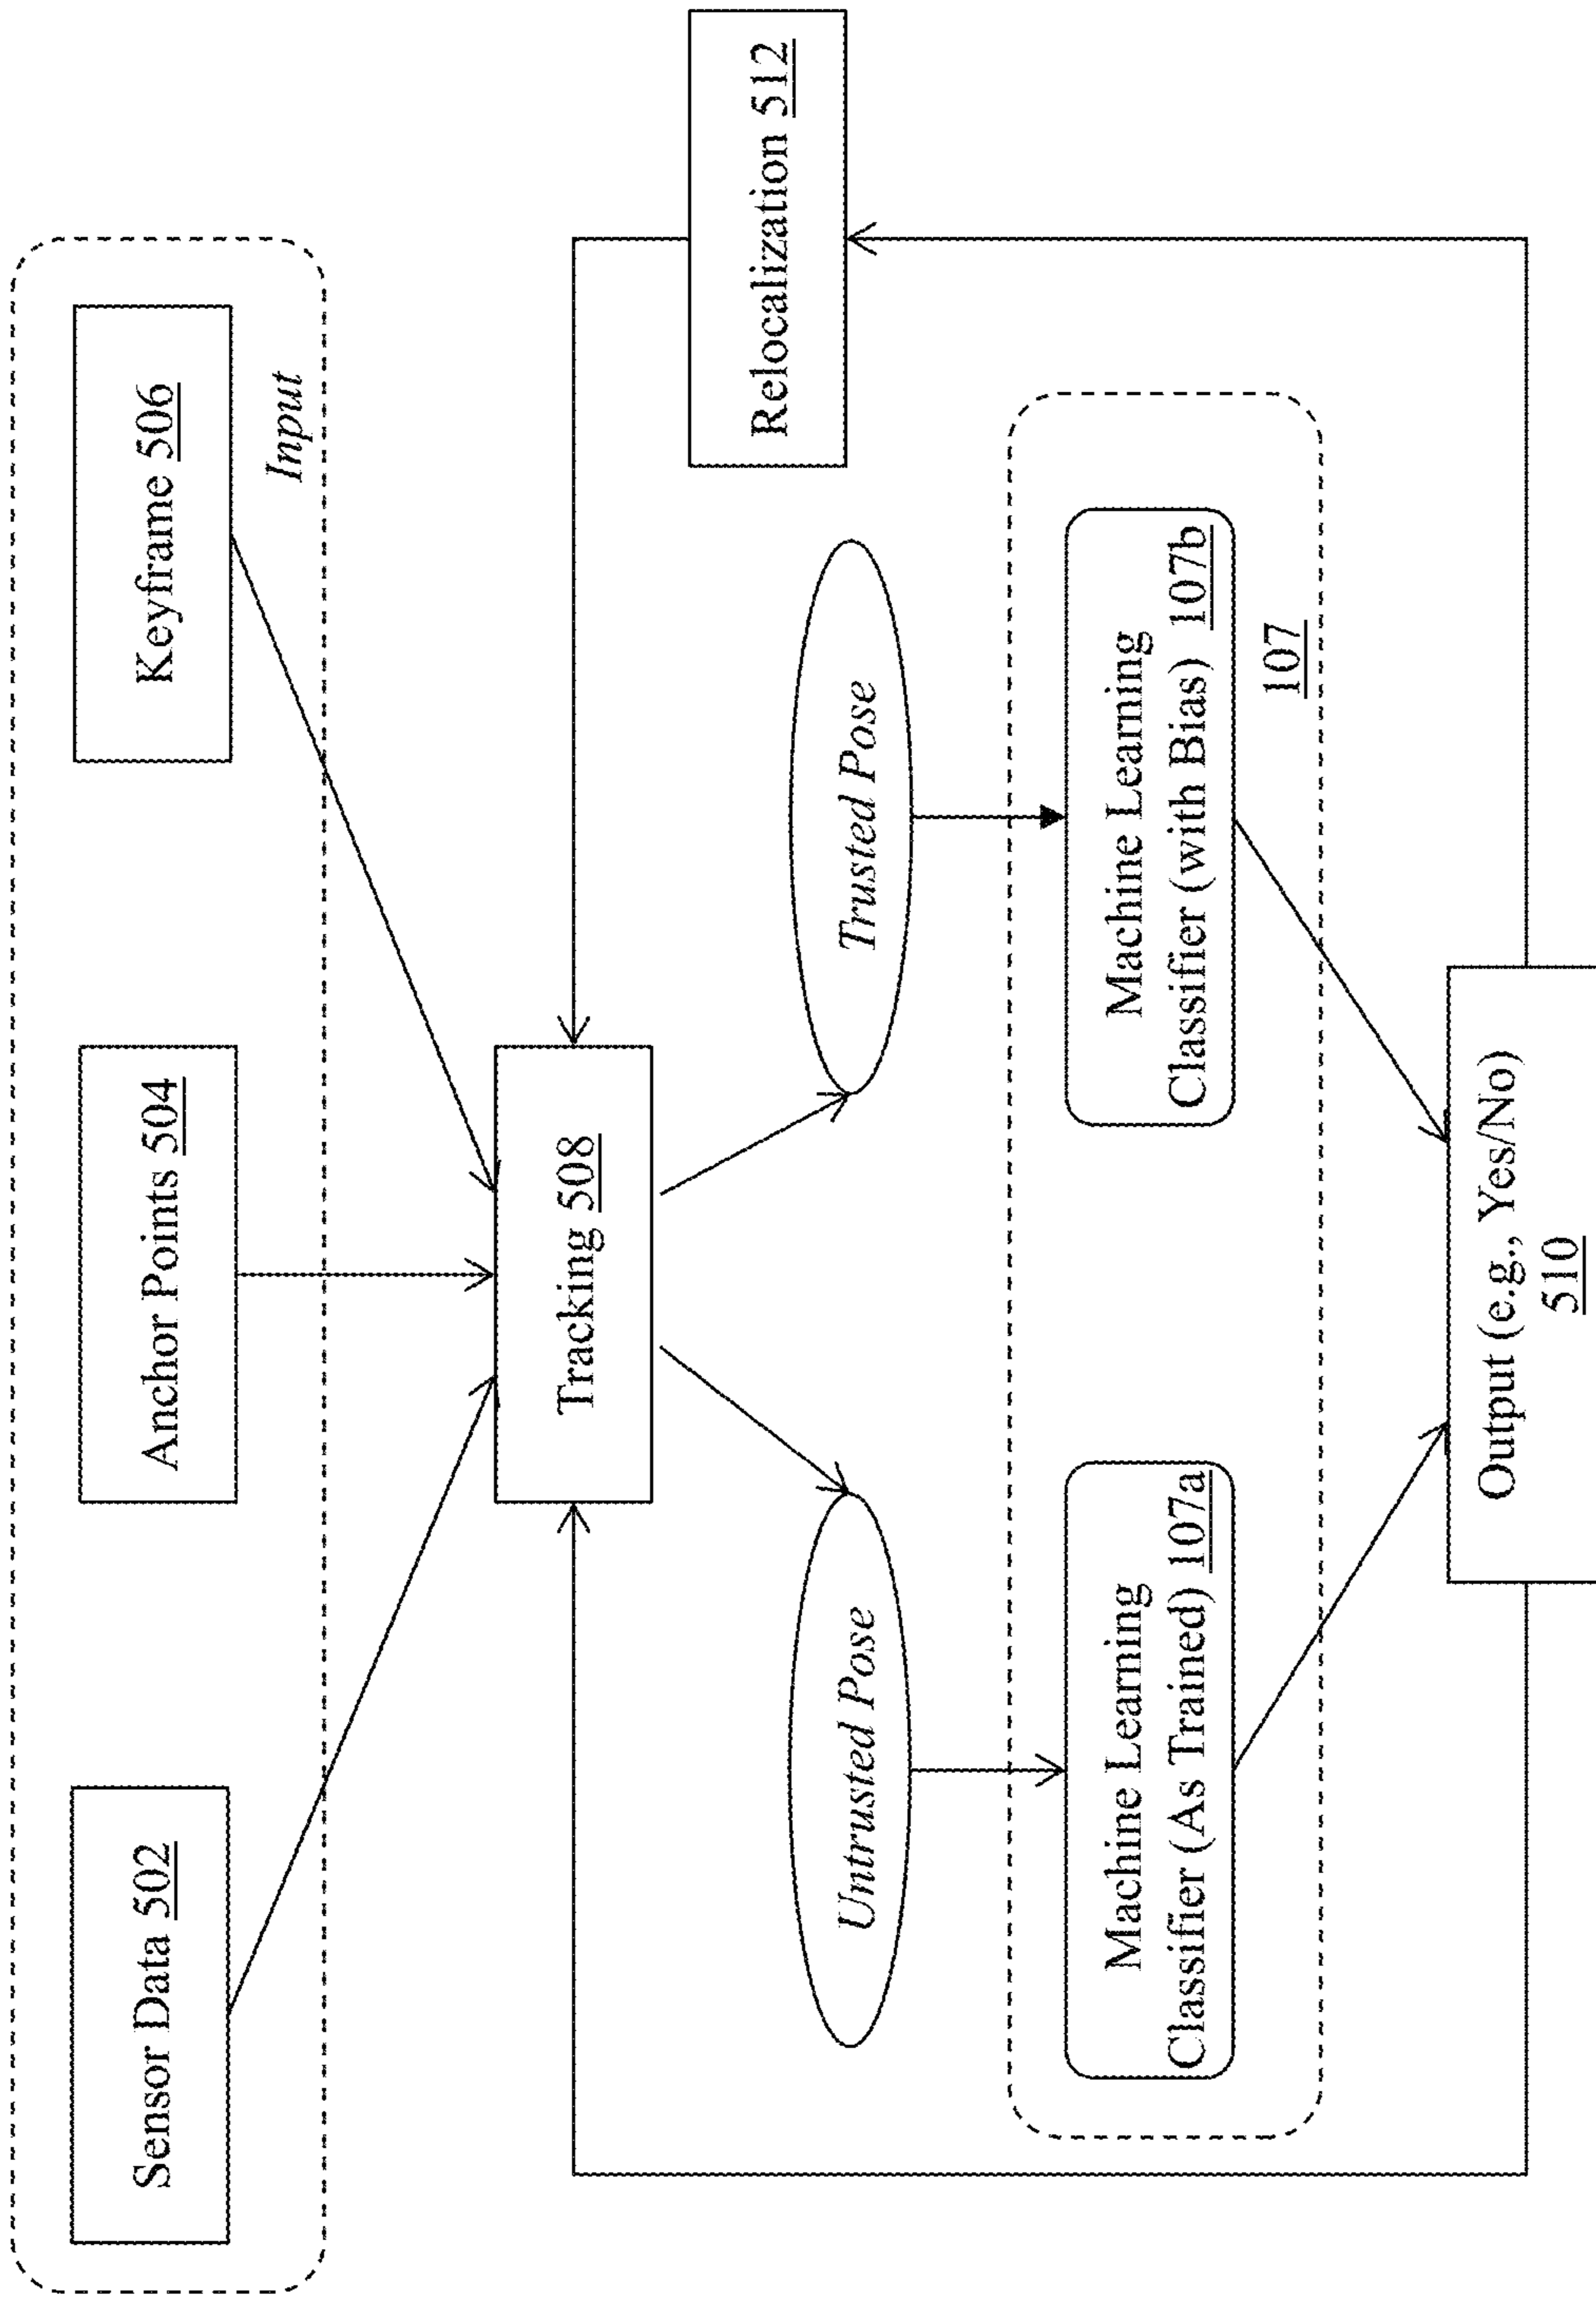 Sensor Data 502
Anchor Points 504
Keyframe 506
Input
Tracking 508
Relocalization 512
Untrusted Pose
Trusted Pose
Machine Learning
Classifier (As Trained) 107a
Machine Learning
Classifier (with Bias) 107b
107
Output (e.g., Yes/No)
510